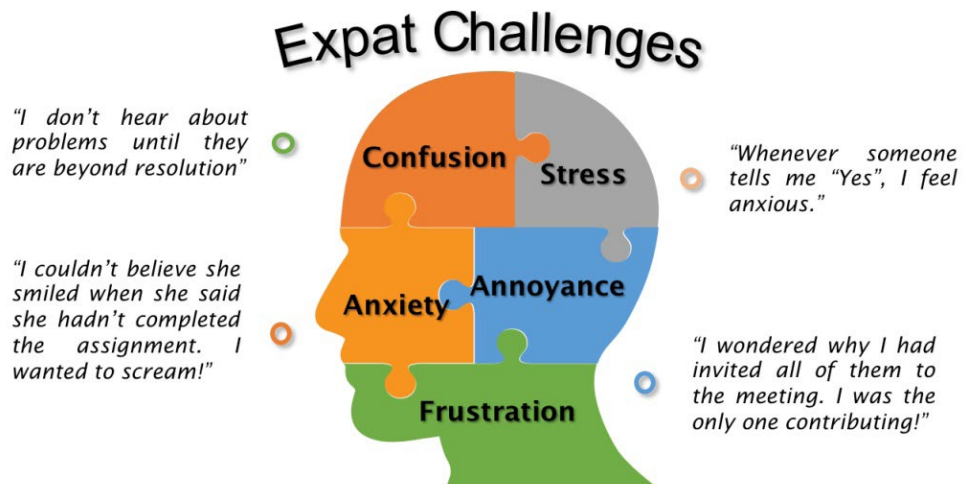 Expat Challenges
“I don’t hear about
problems until they
are beyond resolution”
Confusion
Stress
“Whenever someone
tells me “Yes”, I feel
anxious.”
“I couldn’t believe she
smiled when she said
she hadn’t completed
the assignment. I
wanted to scream!”
Anxiety
Annoyance
“I wondered why I had
invited all of them to
the meeting. I was the
only one contributing!”
Frustration